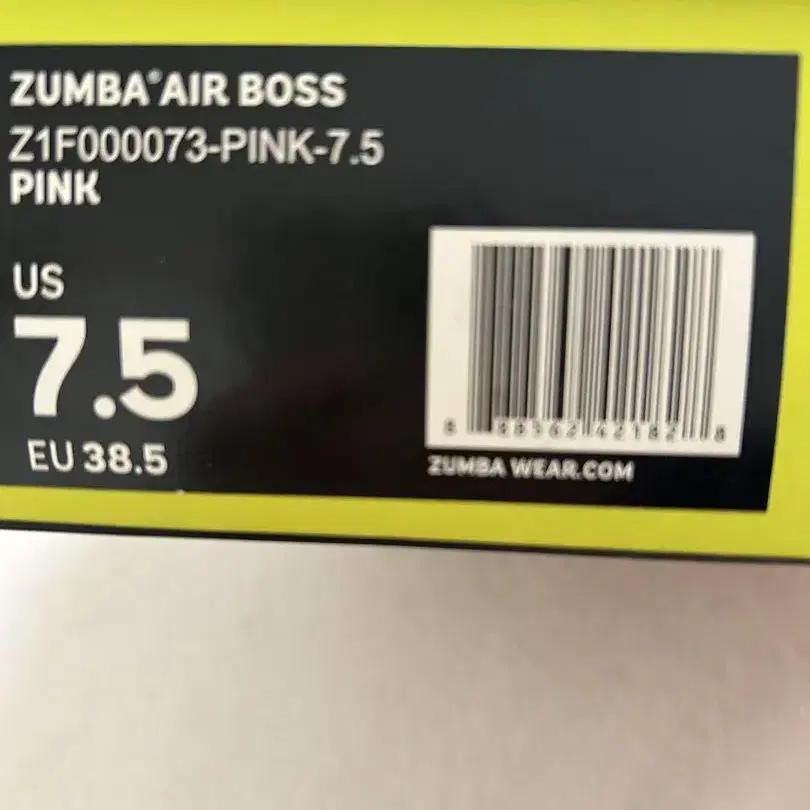 ZUMBA® AIR BOSS
Z1F000073-PINK-7.5
PINK
US
7.5
EU 38.5
ZUMBA WEAR.COM